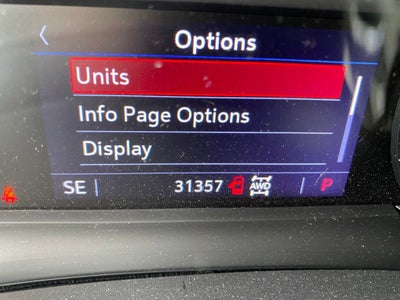 Options
Units
Info Page Options
Display
SE 31357 AWD P